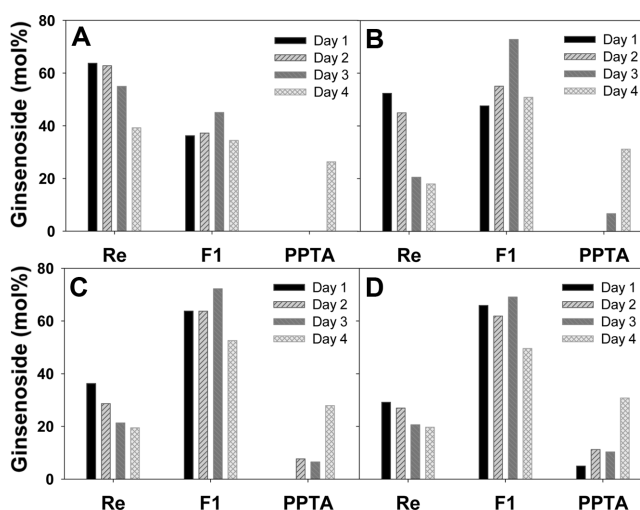 80
60
40
20
0
Ginsenoside (mol%)
A
Day 1
Day 2
Day 3
Day 4
Re F1 PPTA
B
Day 1
Day 2
Day 3
Day 4
Re F1 PPTA
80
60
40
20
0
Ginsenoside (mol%)
C
Day 1
Day 2
Day 3
Day 4
Re F1 PPTA
D
Day 1
Day 2
Day 3
Day 4
Re F1 PPTA